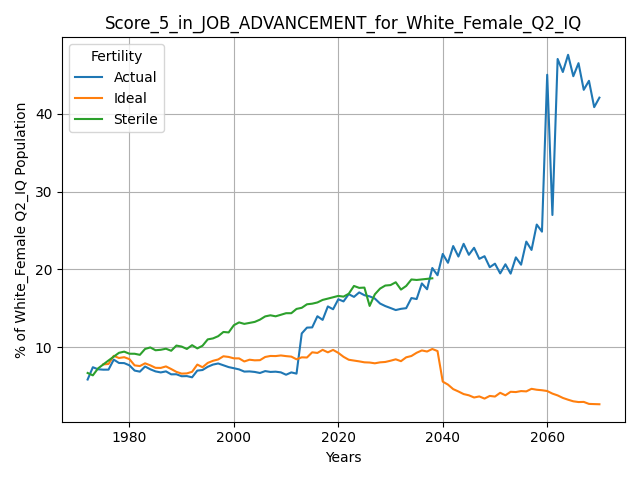 Score_5_in_JOB_ADVANCEMENT_for_White_Female_Q2_IQ
Fertility
Actual
Ideal
Sterile
% of White_Female Q2_IQ Population
40
30
20
10
1980
2000
2020
2040
2060
Years